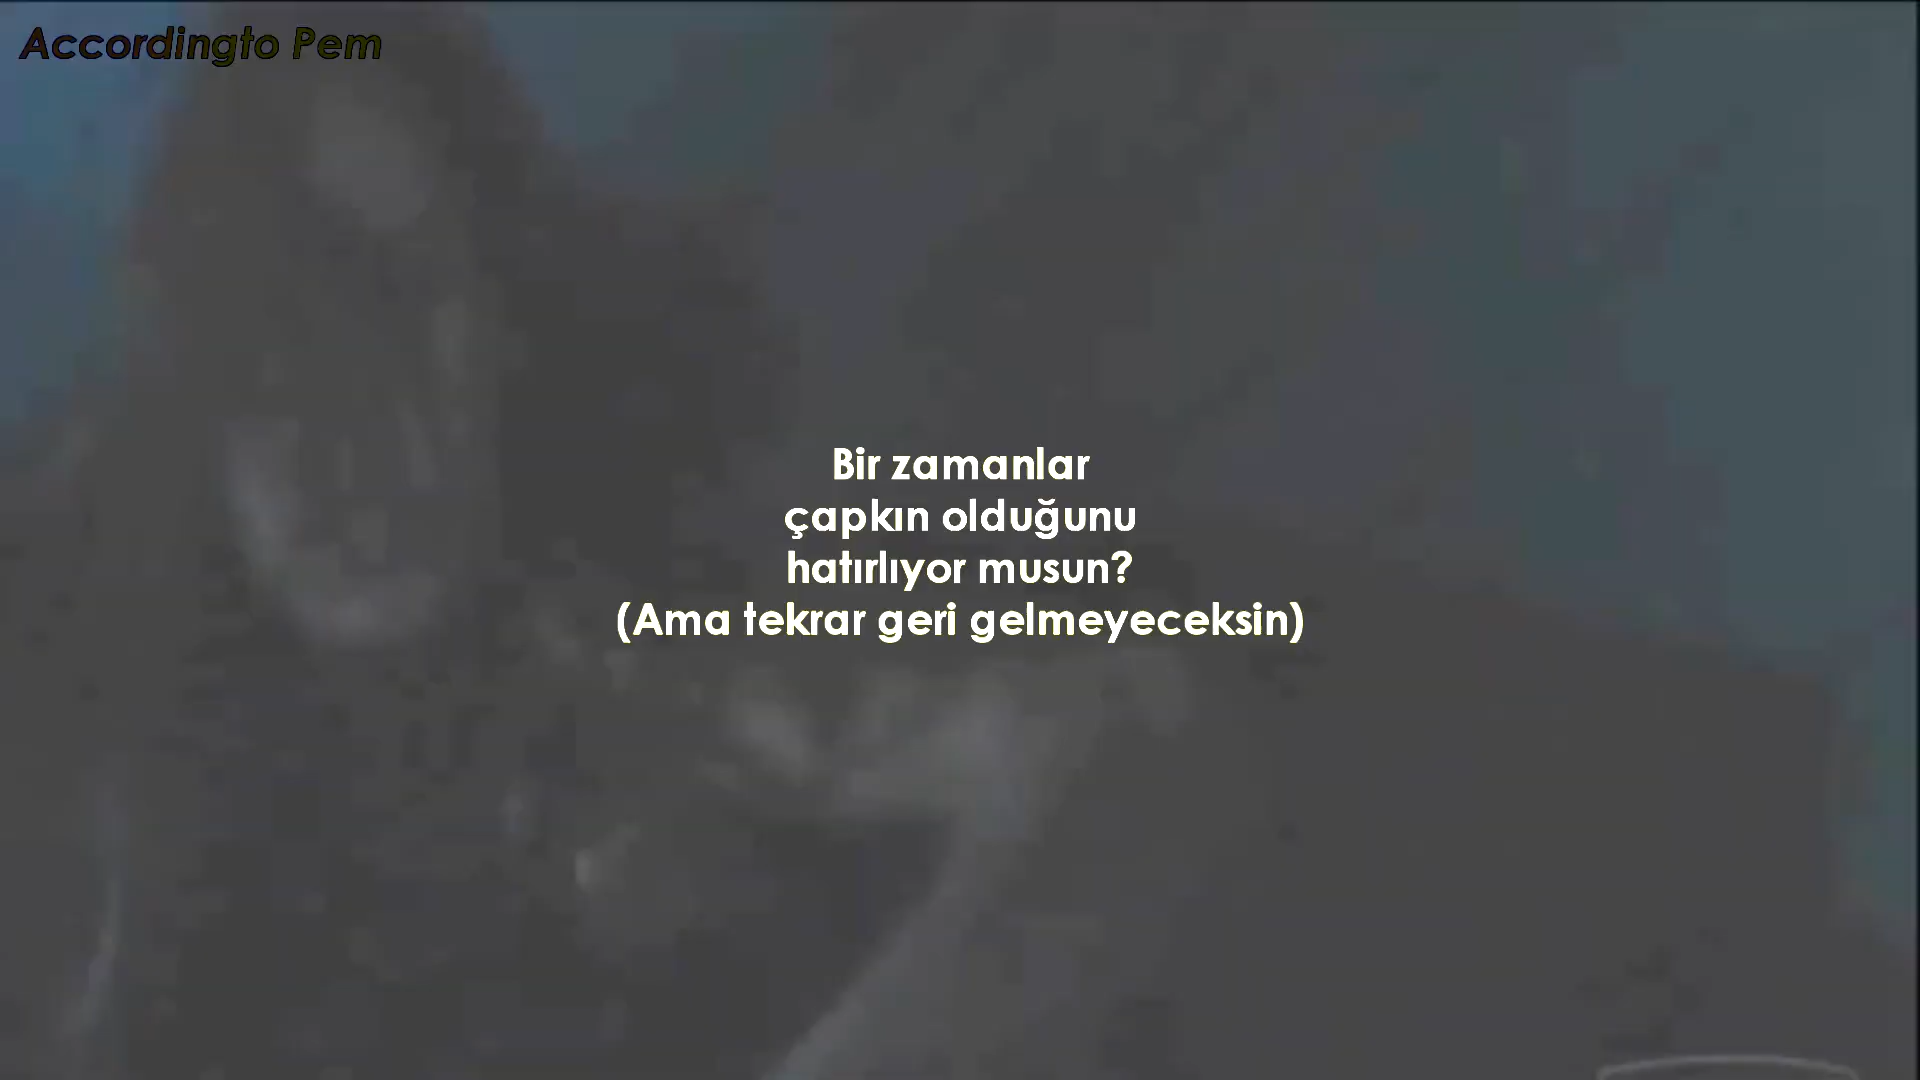 Accordingto Pem
Bir zamanlar
çapkın olduğunu
hatırlıyor musun?
(Ama tekrar geri gelmeyeceksin)